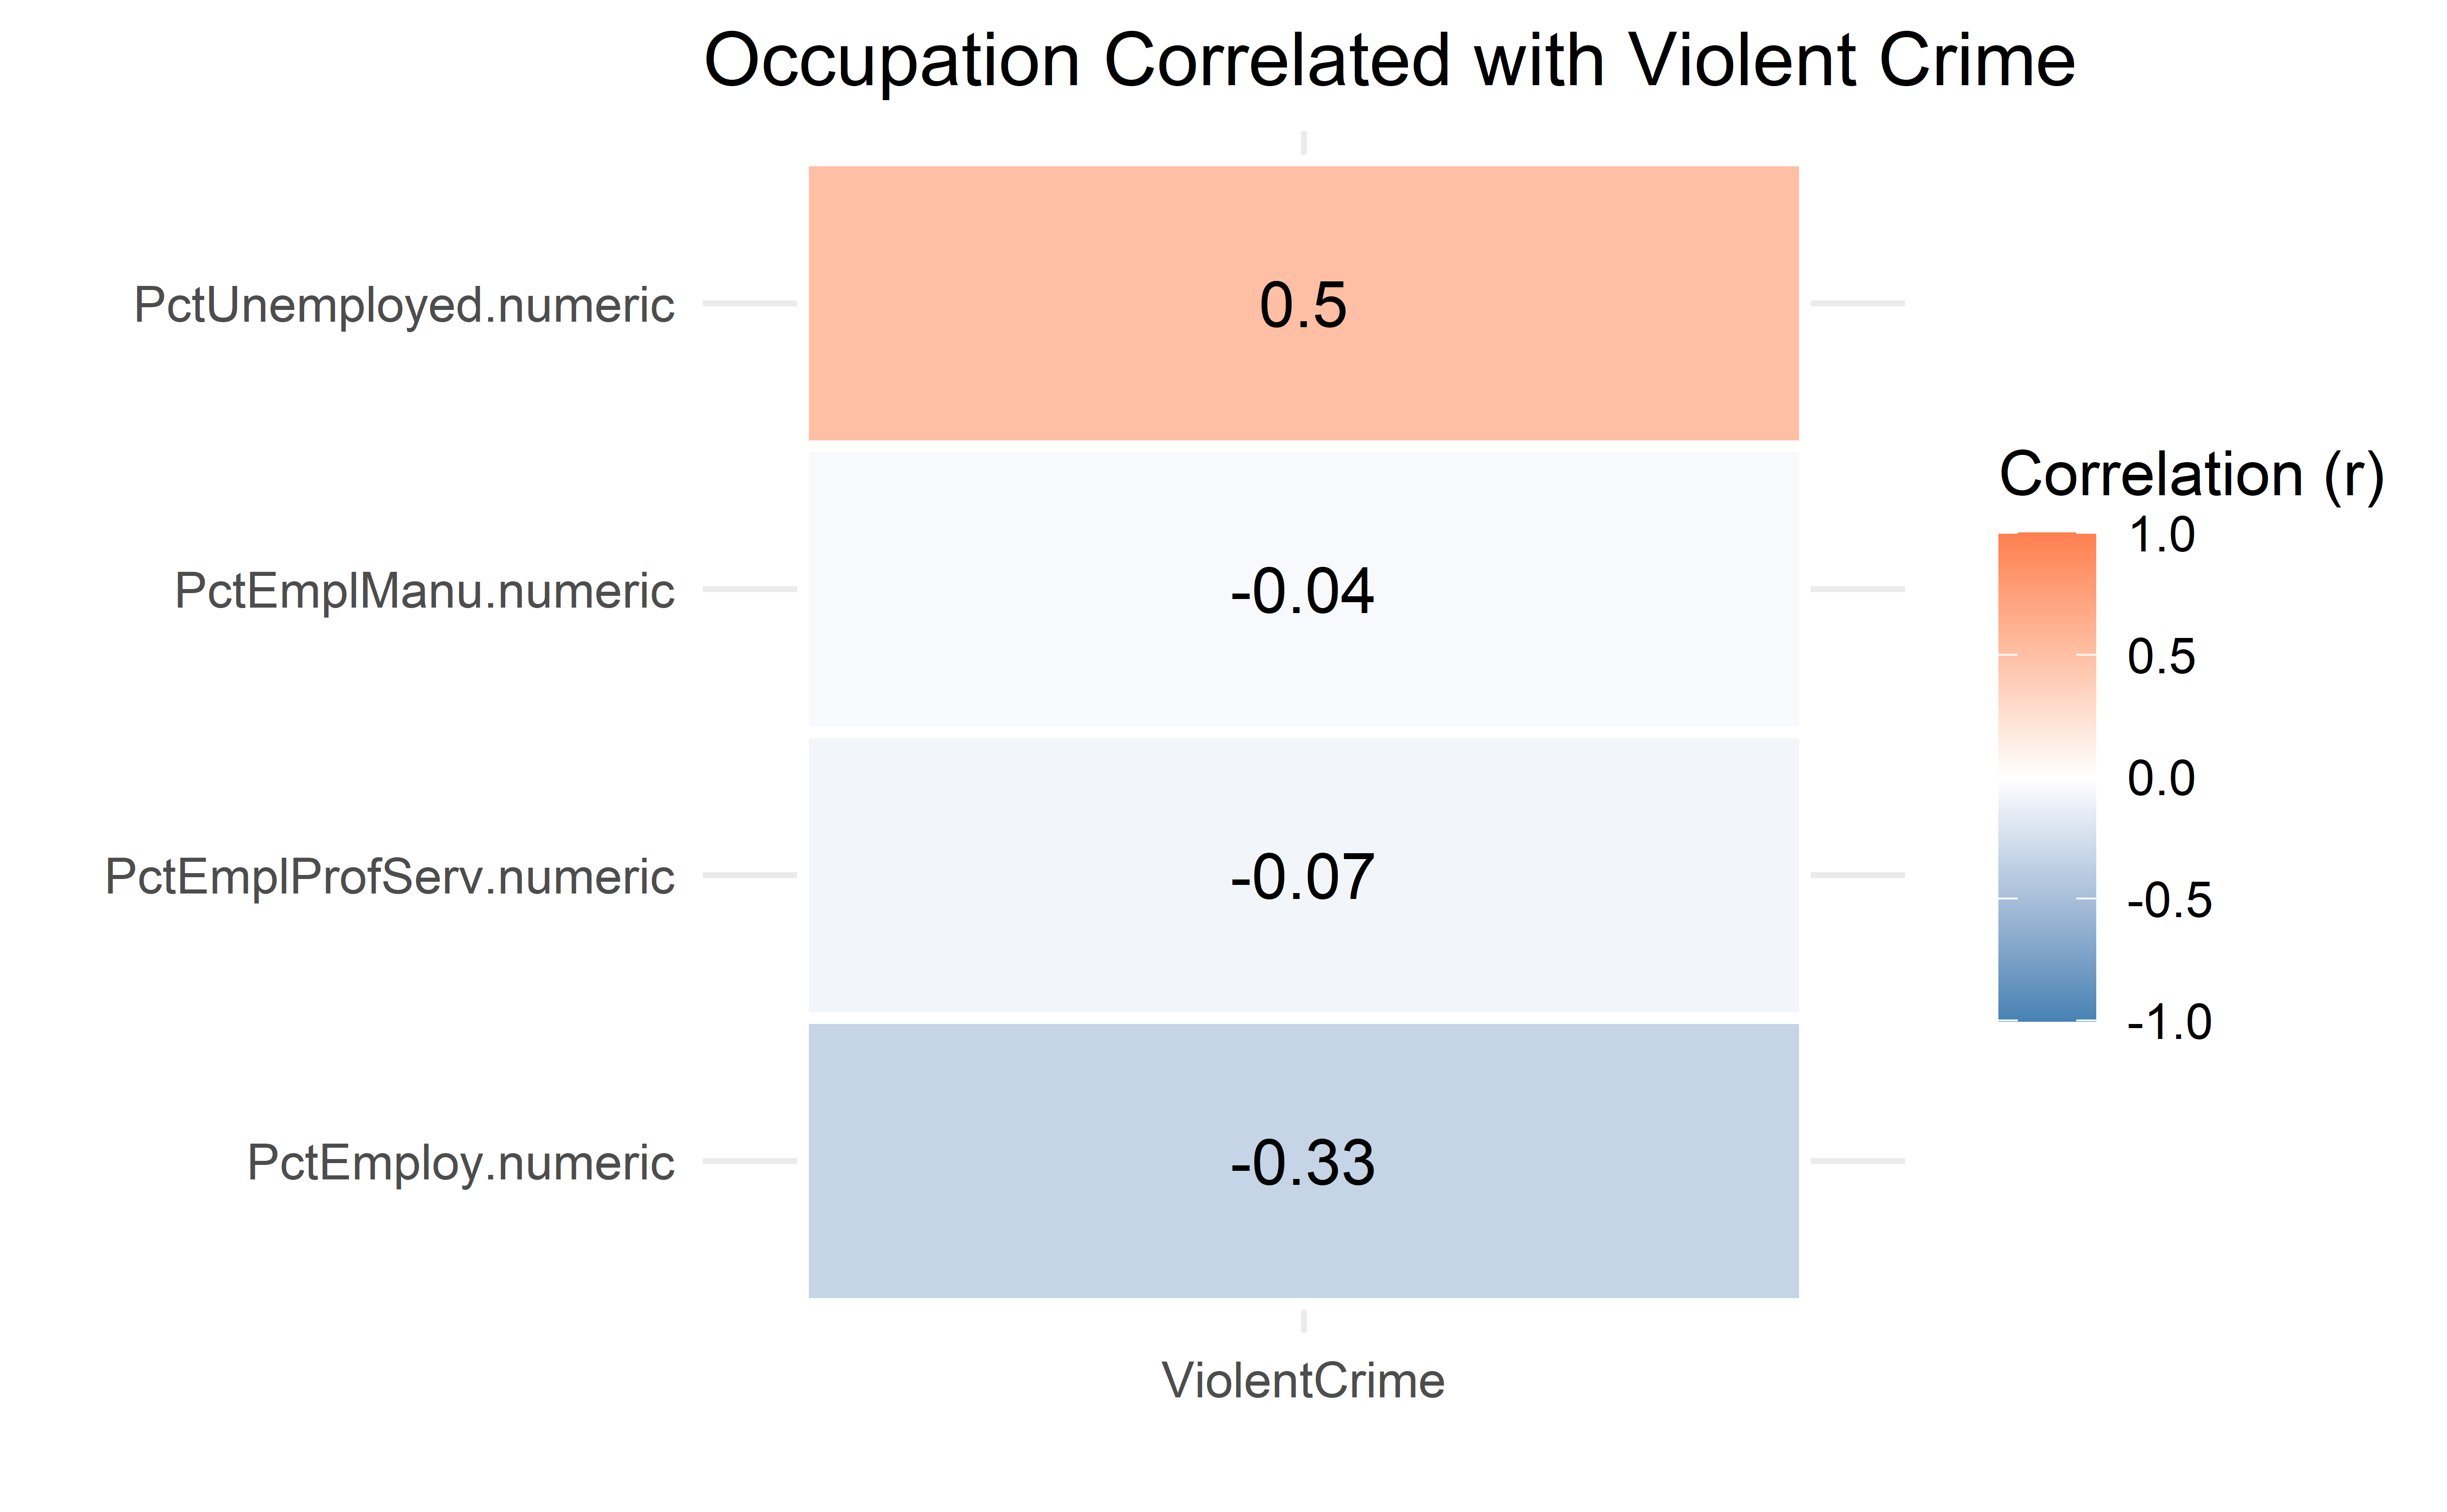 Occupation Correlated with Violent Crime
PctUnemployed.numeric
0.5
PctEmplManu.numeric
-0.04
PctEmplProfServ.numeric
-0.07
PctEmploy.numeric
-0.33
ViolentCrime
Correlation (r)
1.0
0.5
0.0
-0.5
-1.0